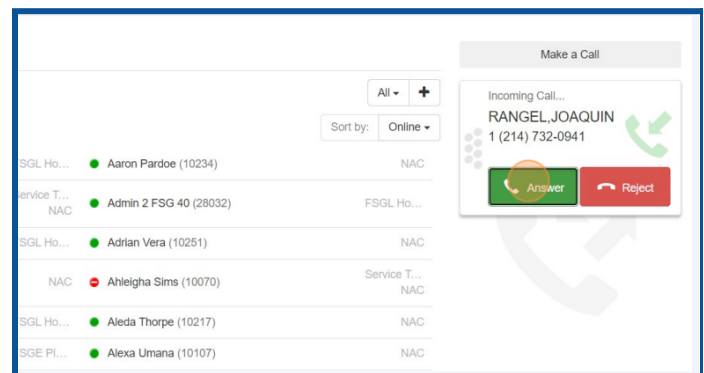 Make a Call
All
Incoming Call...
RANGEL,JOAQUIN
1 (214) 732-0941
Sort by: Online
Answer Reject
FSGL Ho... Aaron Pardoe (10234) NAC
Service T...
NAC
Admin 2 FSG 40 (28032) FSGL Ho...
FSGL Ho... Adrian Vera (10251) NAC
NAC Ahleigha Sims (10070) Service T...
NAC
FSGL Ho... Aleda Thorpe (10217) NAC
FSGE Pl... Alexa Umana (10107) NAC